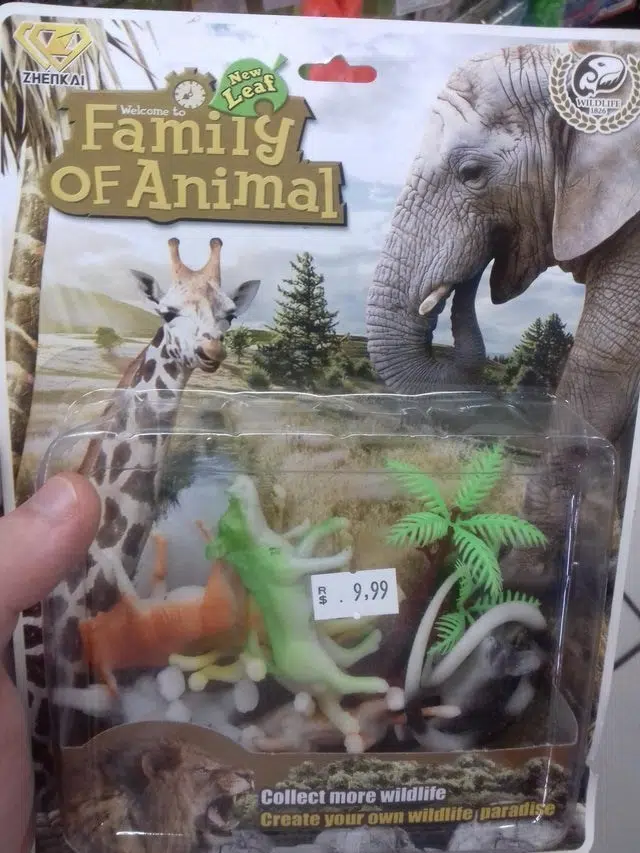 ZHENKAI
New
Leaf
Welcome to
Family
OF Animal
WILDLIFE
1826
R$. 9,99
Collect more wildlife
Create your own wildlife paradise